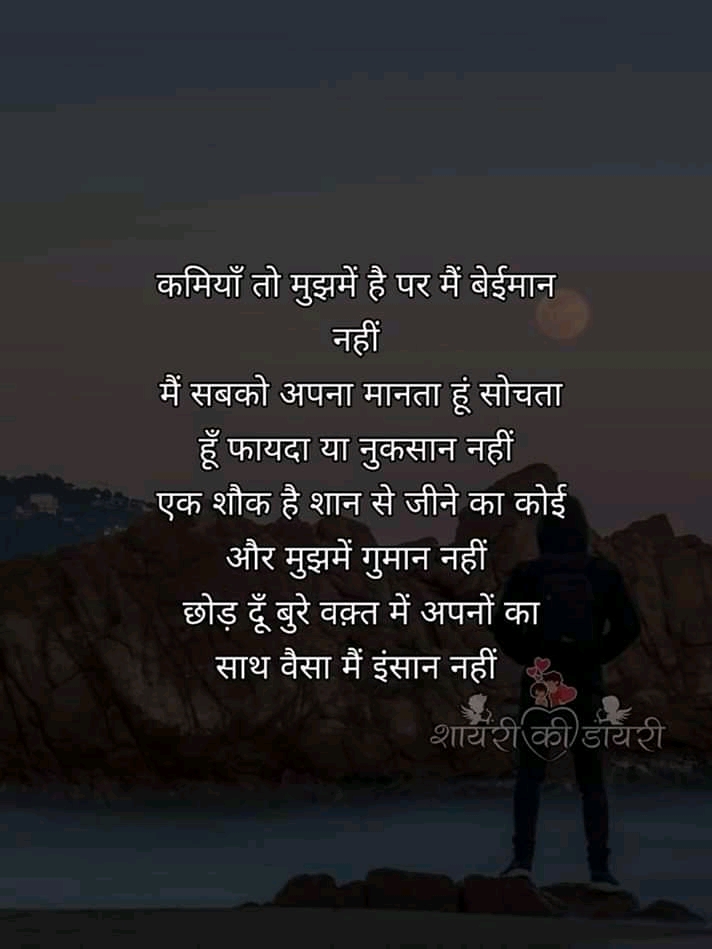 कमियाँ तो मुझमें है पर मैं बेईमान
नहीं
मैं सबको अपना मानता हूं सोचता
हूँ फायदा या नुकसान नहीं
एक शौक है शान से जीने का कोई
और मुझमें गुमान नहीं
छोड़ दूँ बुरे वक़्त में अपनों का
साथ वैसा मैं इंसान नहीं
शायरी की डायरी